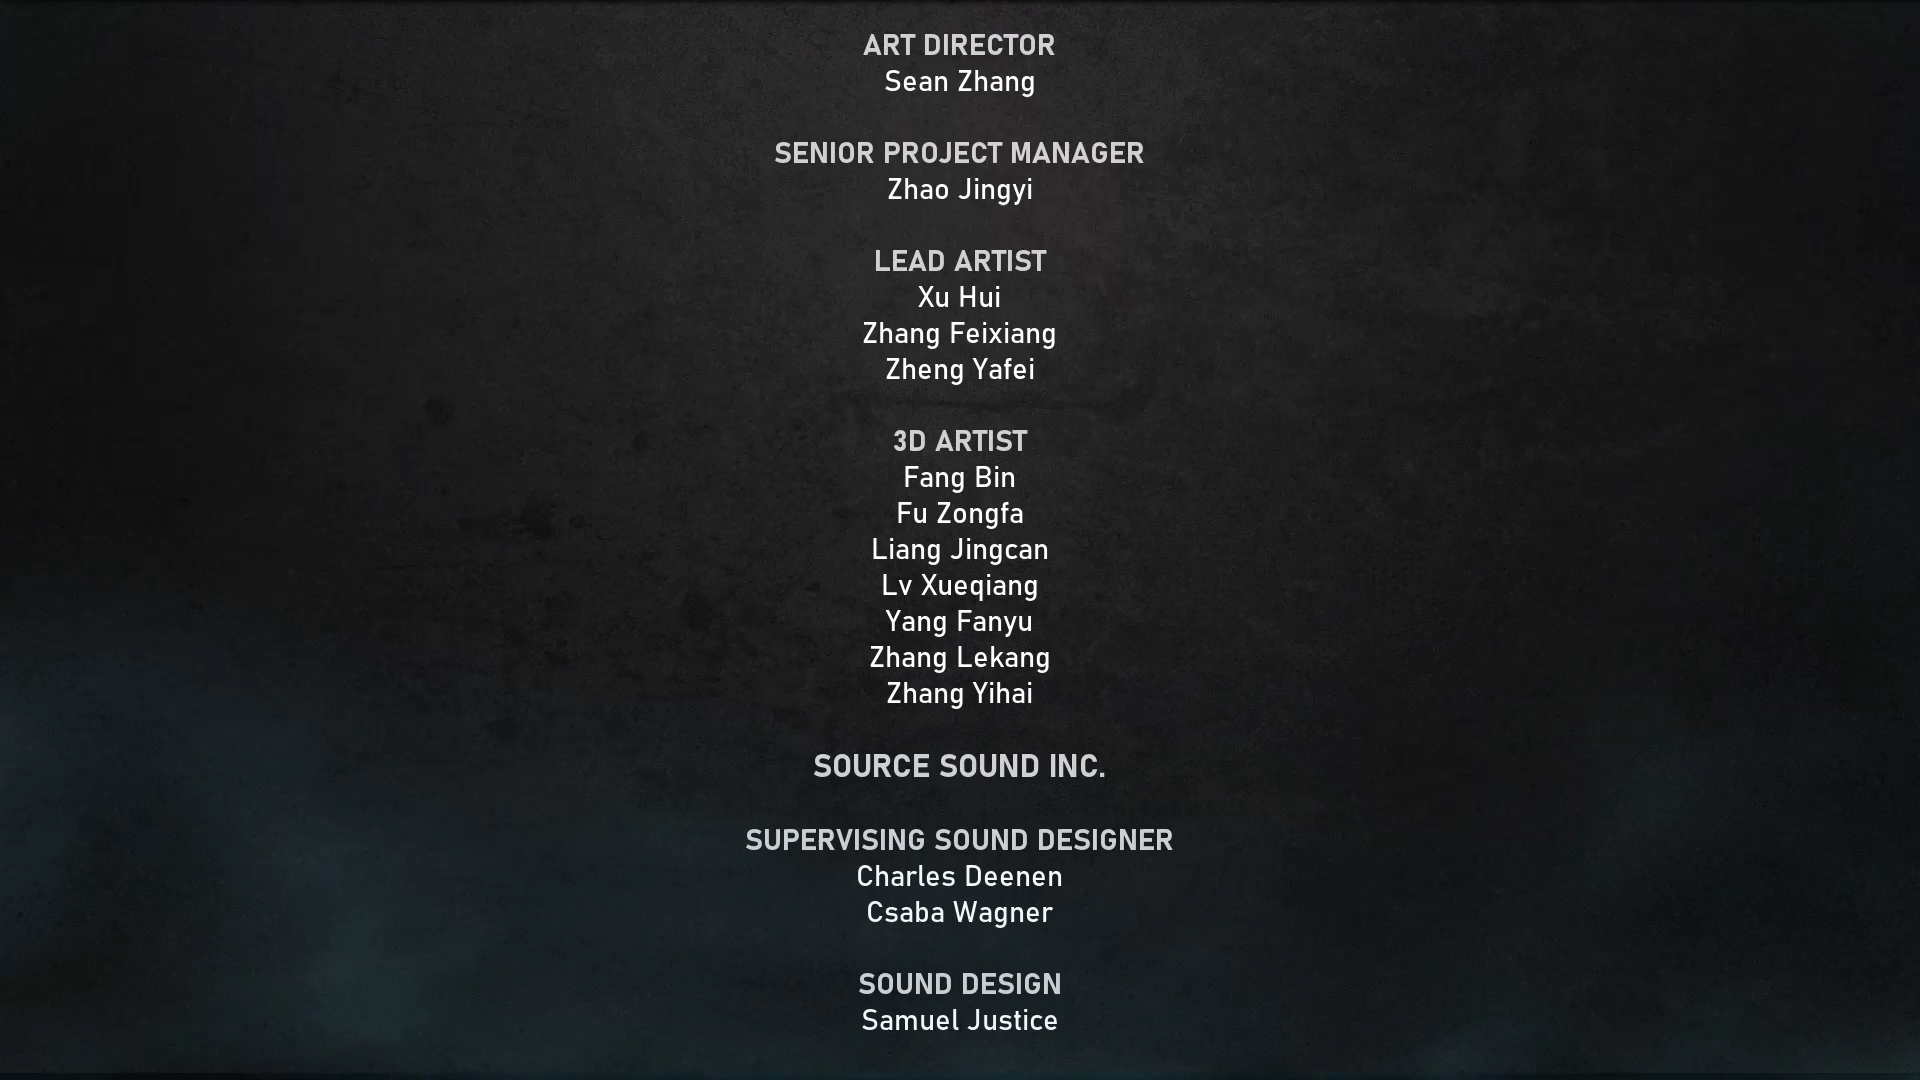 ART DIRECTOR
Sean Zhang
SENIOR PROJECT MANAGER
Zhao Jingyi
LEAD ARTIST
Xu Hui
Zhang Feixiang
Zheng Yafei
3D ARTIST
Fang Bin
Fu Zongfa
Liang Jingcan
Lv Xueqiang
Yang Fanyu
Zhang Lekang
Zhang Yihai
SOURCE SOUND INC.
SUPERVISING SOUND DESIGNER
Charles Deenen
Csaba Wagner
SOUND DESIGN
Samuel Justice